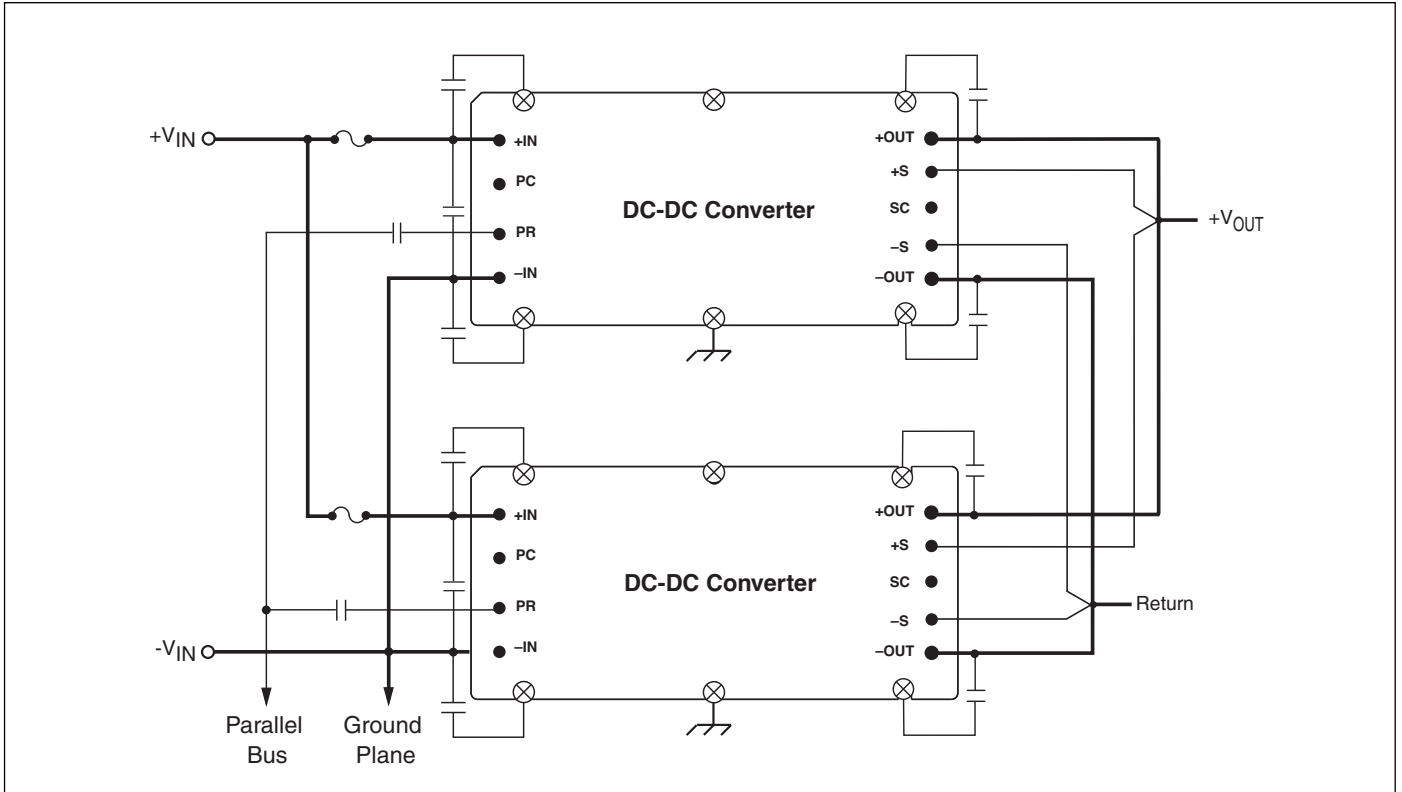 +VIN
+IN
PC
PR
–IN
DC-DC Converter
+OUT
+S
SC
–S
–OUT
+VOUT
+IN
PC
PR
–IN
DC-DC Converter
+OUT
+S
SC
–S
–OUT
Return
-VIN
Parallel
Bus
Ground
Plane